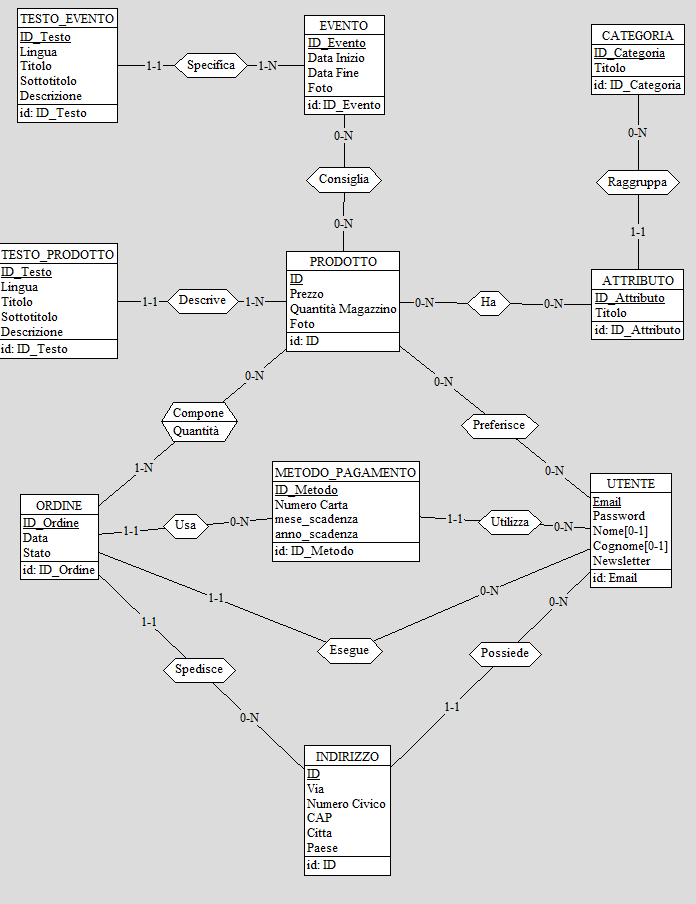 TESTO_EVENTO
ID_Testo
Lingua
Titolo
Sottotitolo
Descrizione
id: ID_Testo
1-1
Specifica
1-N
EVENTO
ID_Evento
Data Inizio
Data Fine
Foto
id: ID_Evento
CATEGORIA
ID_Categoria
Titolo
id: ID_Categoria
0-N
Consiglia
0-N
0-N
Raggruppa
1-1
TESTO_PRODOTTO
ID_Testo
Lingua
Titolo
Sottotitolo
Descrizione
id: ID_Testo
1-1
Descrive
1-N
PRODOTTO
ID
Prezzo
Quantità Magazzino
Foto
id: ID
0-N
Ha
0-N
ATTRIBUTO
ID_Attributo
Titolo
id: ID_Attributo
0-N
Compone
Quantità
1-N
0-N
Preferisce
0-N
ORDINE
ID_Ordine
Data
Stato
id: ID_Ordine
1-1
Usa
0-N
METODO_PAGAMENTO
ID_Metodo
Numero Carta
mese_scadenza
anno_scadenza
id: ID_Metodo
1-1
Utilizza
0-N
UTENTE
Email
Password
Nome[0-1]
Cognome[0-1]
Newsletter
id: Email
1-1
Esegue
0-N
1-1
Spedisce
0-N
0-N
Possiede
1-1
INDIRIZZO
ID
Via
Numero Civico
CAP
Citta
Paese
id: ID